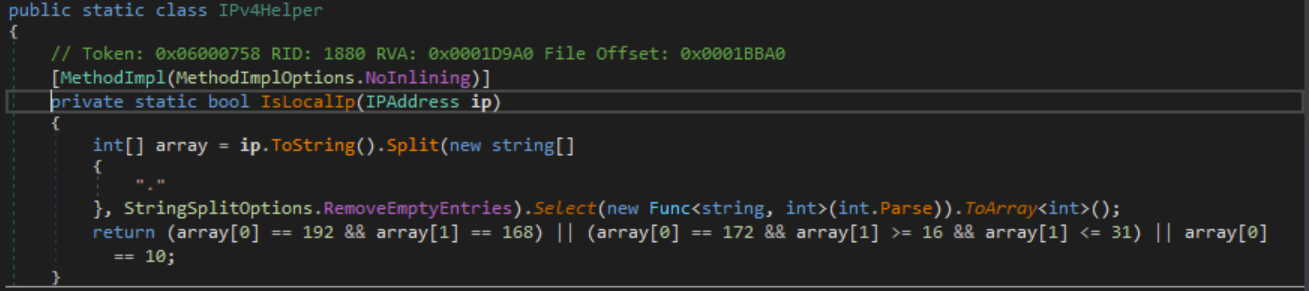 public static class IPv4Helper
{
// Token: 0x06000758 RID: 1880 RVA: 0x0001D9A0 File Offset: 0x0001BBA0
[MethodImpl(MethodImplOptions.NoInlining)]
private static bool IsLocalIp(IPAddress ip)
{
int[] array = ip.ToString().Split(new string[]
{
"."
}, StringSplitOptions.RemoveEmptyEntries).Select(new Func<string, int>(int.Parse)).ToArray<int>();
return (array[0] == 192 && array[1] == 168) || (array[0] == 172 && array[1] >= 16 && array[1] <= 31) || array[0]
== 10;
}